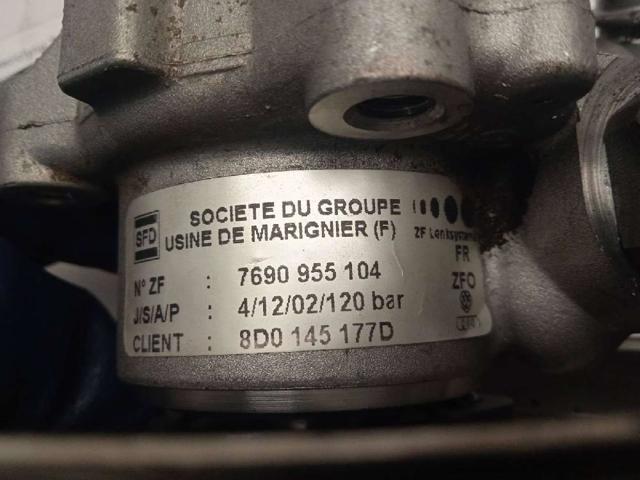 SFD
SOCIETE DU GROUPE
USINE DE MARIGNIER (F)
ZF Lenksysteme
FR
N° ZF : 7690 955 104
ZFO
J/S/A/P : 4/12/02/120 bar
CLIENT : 8D0 145 177D